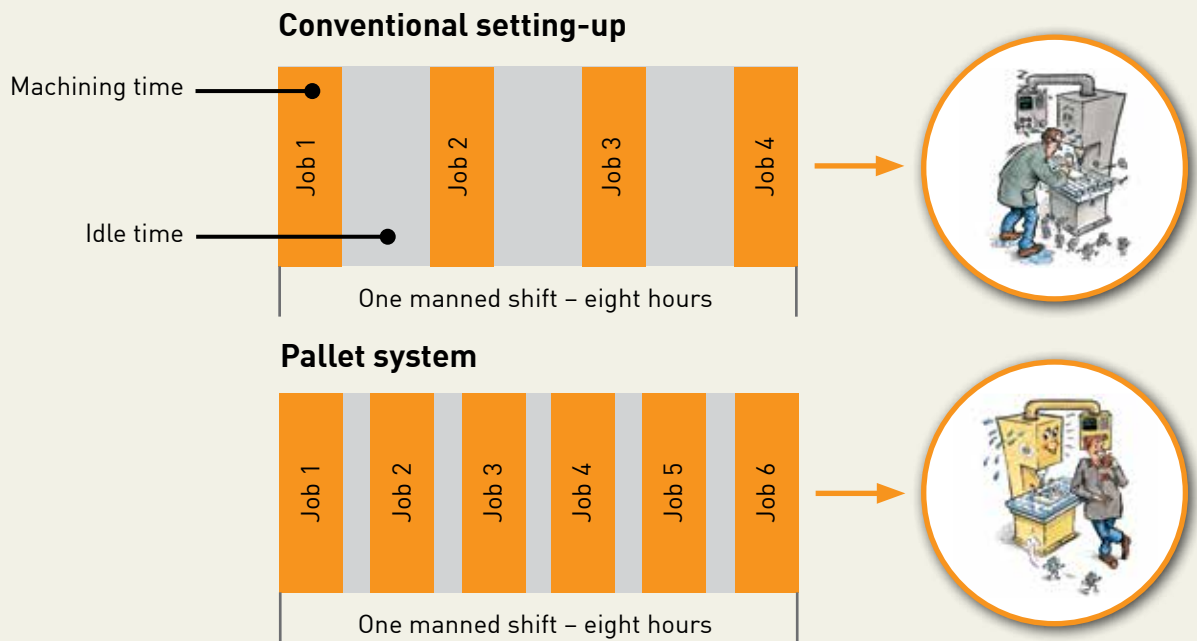 Conventional setting-up
Machining time
Job 1
Job 2
Job 3
Job 4
Idle time
One manned shift – eight hours
Pallet system
Job 1
Job 2
Job 3
Job 4
Job 5
Job 6
One manned shift – eight hours